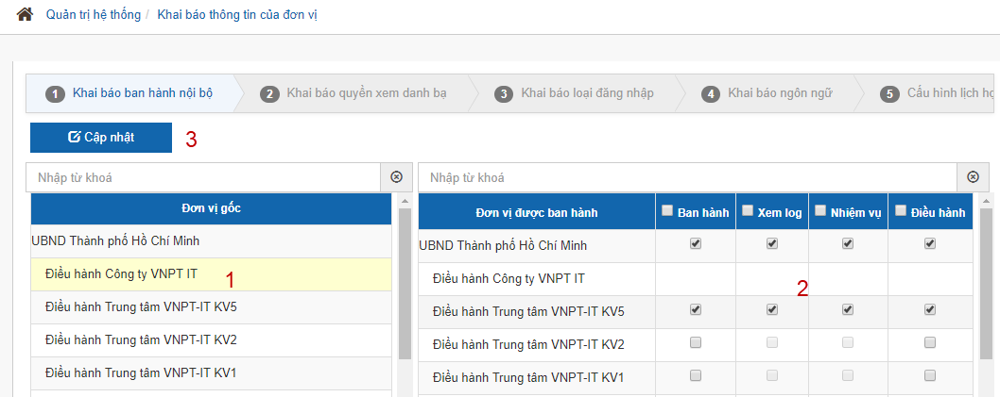 Quản trị hệ thống / Khai báo thông tin của đơn vị
1 Khai báo ban hành nội bộ 2 Khai báo quyền xem danh bạ 3 Khai báo loại đăng nhập 4 Khai báo ngôn ngữ 5 Cấu hình lịch họ
Cập nhật 3
Nhập từ khoá Nhập từ khoá
Đơn vị gốc Đơn vị được ban hành Ban hành Xem log Nhiệm vụ Điều hành
UBND Thành phố Hồ Chí Minh UBND Thành phố Hồ Chí Minh
Điều hành Công ty VNPT IT 1 Điều hành Công ty VNPT IT 2
Điều hành Trung tâm VNPT-IT KV5 Điều hành Trung tâm VNPT-IT KV5
Điều hành Trung tâm VNPT-IT KV2 Điều hành Trung tâm VNPT-IT KV2
Điều hành Trung tâm VNPT-IT KV1 Điều hành Trung tâm VNPT-IT KV1